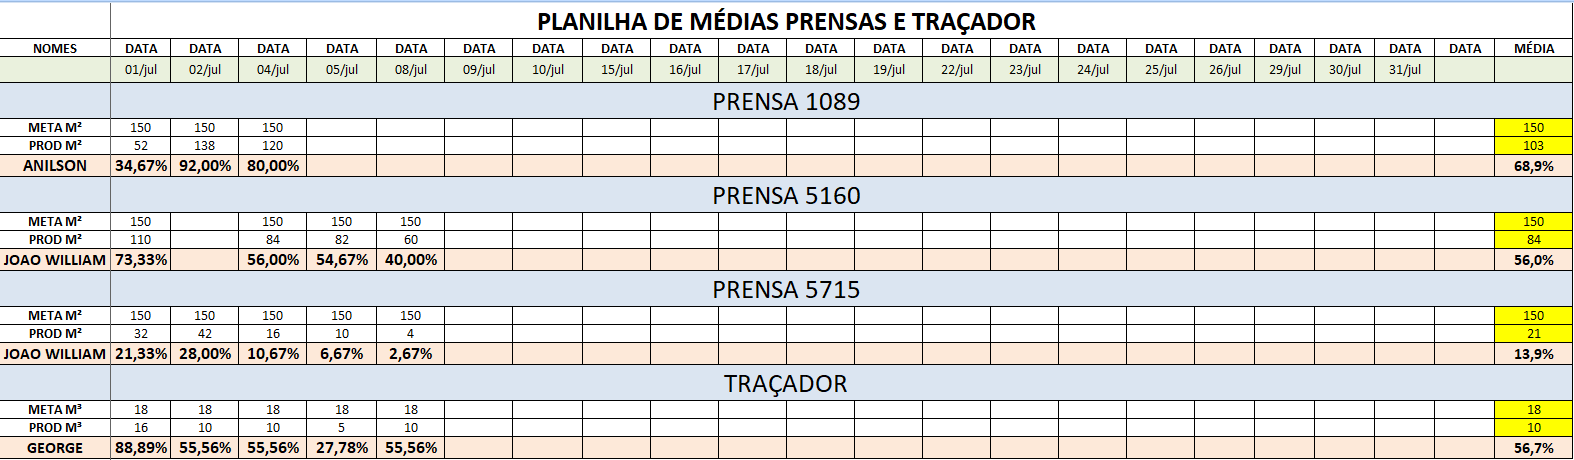 PLANILHA DE MÉDIAS PRENSAS E TRAÇADOR
NOMES DATA DATA DATA DATA DATA DATA DATA DATA DATA DATA DATA DATA DATA DATA DATA DATA DATA DATA DATA DATA DATA MÉDIA
01/jul 02/jul 04/jul 05/jul 08/jul 09/jul 10/jul 15/jul 16/jul 17/jul 18/jul 19/jul 22/jul 23/jul 24/jul 25/jul 26/jul 29/jul 30/jul 31/jul
PRENSA 1089
META M² 150 150 150 150
PROD M² 52 138 120 103
ANILSON 34,67% 92,00% 80,00% 68,9%
PRENSA 5160
META M² 150 150 150 150 150
PROD M² 110 84 82 60 84
JOAO WILLIAM 73,33% 56,00% 54,67% 40,00% 56,0%
PRENSA 5715
META M² 150 150 150 150 150 150
PROD M² 32 42 16 10 4 21
JOAO WILLIAM 21,33% 28,00% 10,67% 6,67% 2,67% 13,9%
TRAÇADOR
META M³ 18 18 18 18 18 18
PROD M³ 16 10 10 5 10 10
GEORGE 88,89% 55,56% 55,56% 27,78% 55,56% 56,7%